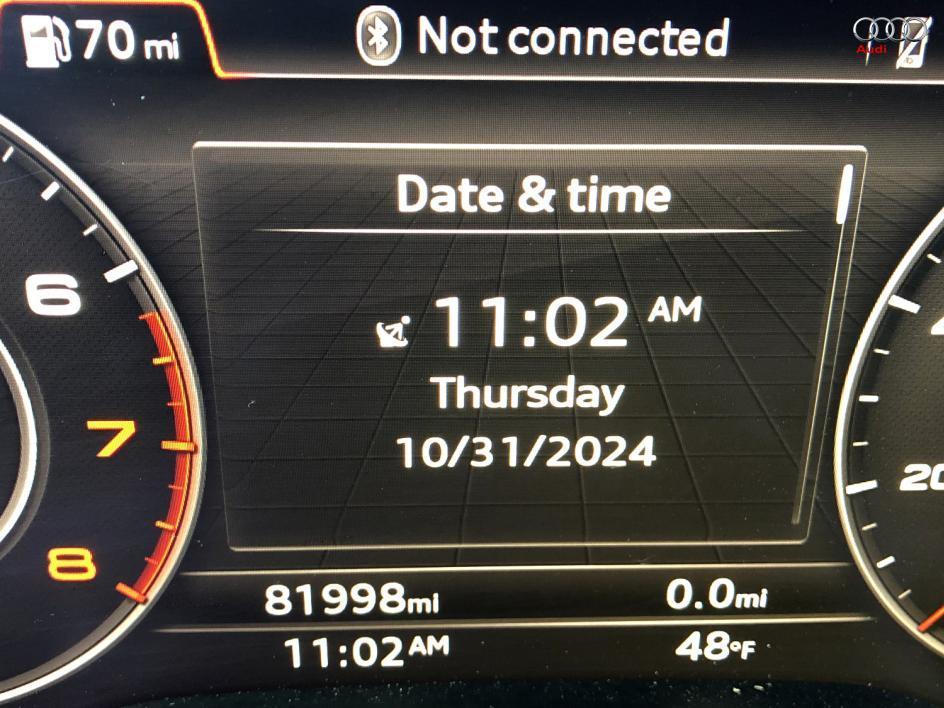 70 mi
Not connected
Audi
Date & time
11:02 AM
Thursday
10/31/2024
6
7
8
20
81998mi
0.0mi
11:02AM
48°F